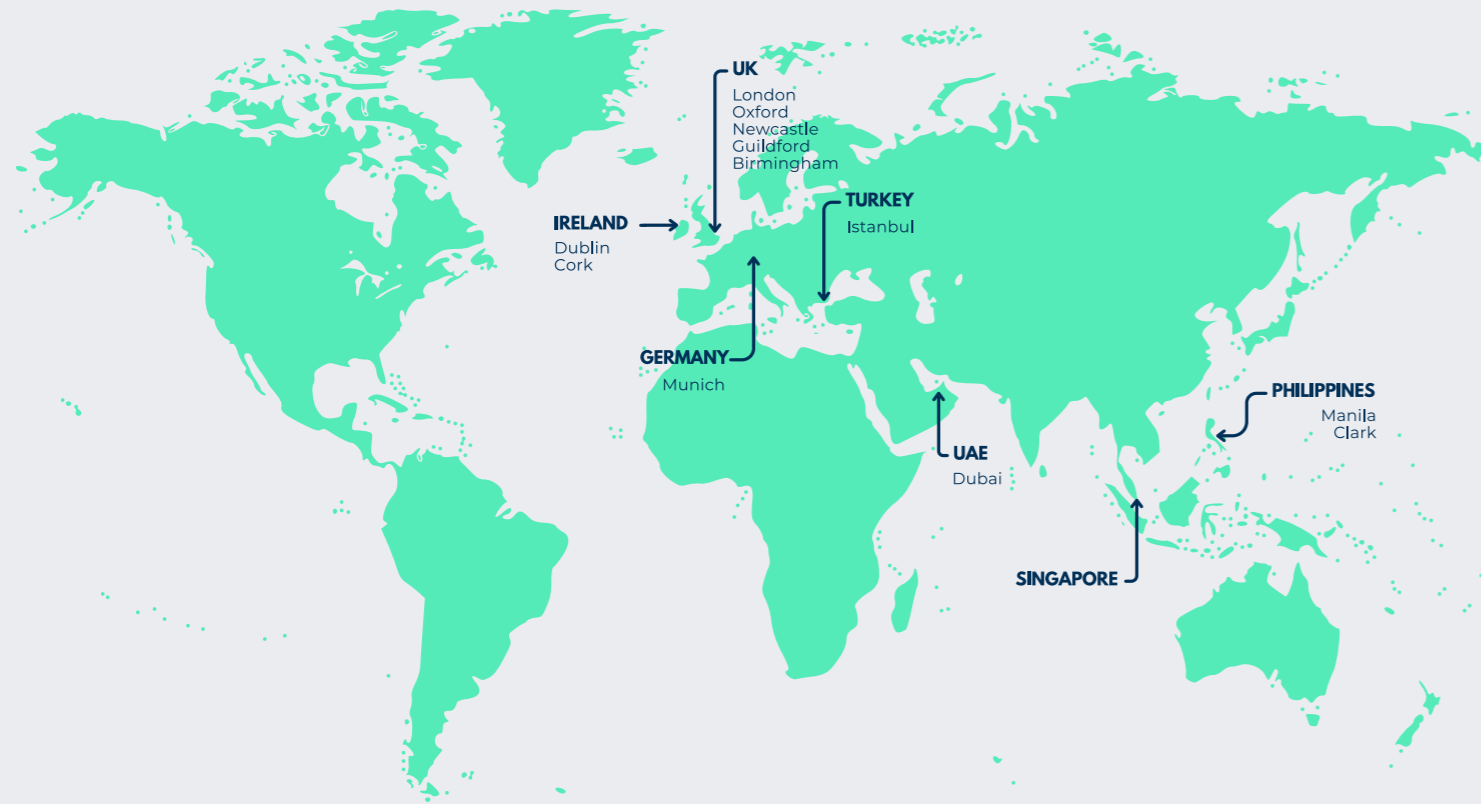 UK
London
Oxford
Newcastle
Guildford
Birmingham
TURKEY
Istanbul
IRELAND
Dublin
Cork
GERMANY
Munich
PHILIPPINES
Manila
Clark
UAE
Dubai
SINGAPORE